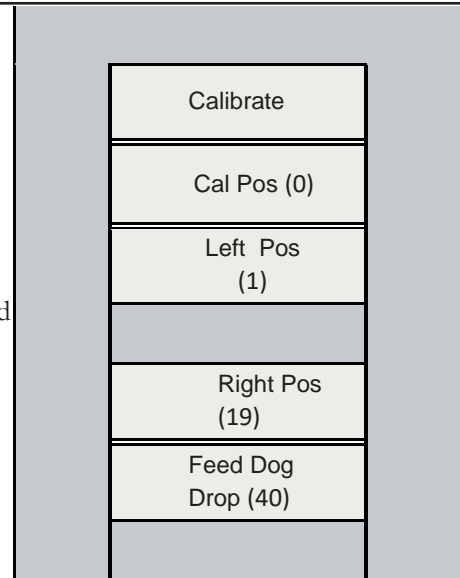 Calibrate
Cal Pos (0)
Left Pos
(1)
d
Right Pos
(19)
Feed Dog
Drop (40)